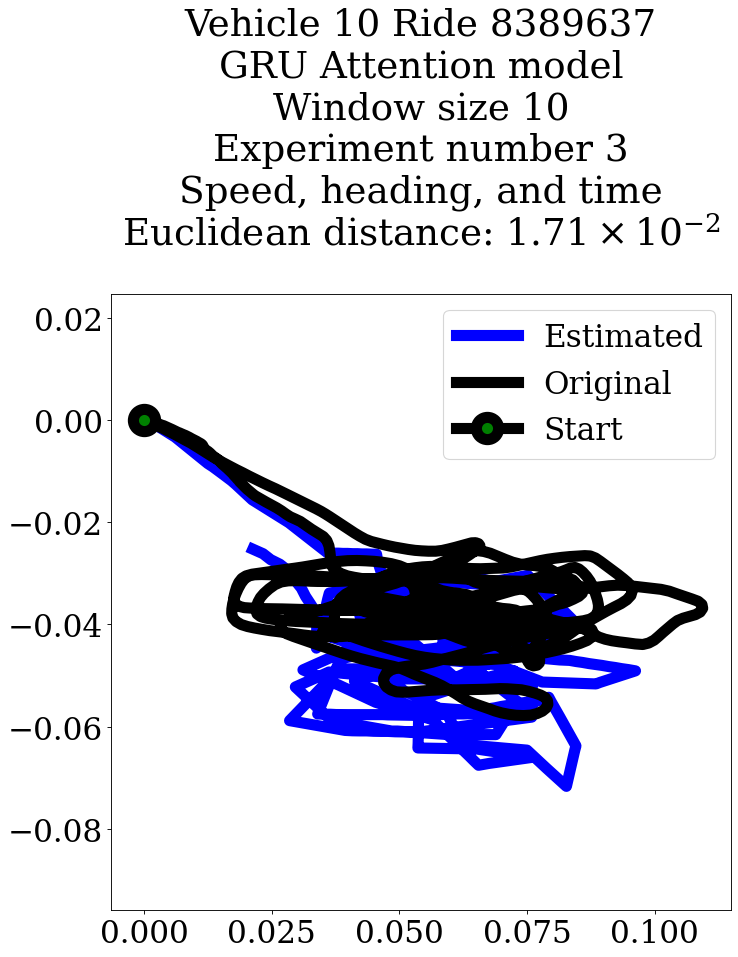 Vehicle 10 Ride 8389637
GRU Attention model
Window size 10
Experiment number 3
Speed, heading, and time
Euclidean distance: 1.71 × 10⁻²
Estimated
Original
Start
0.02
0.00
−0.02
−0.04
−0.06
−0.08
0.000 0.025 0.050 0.075 0.100